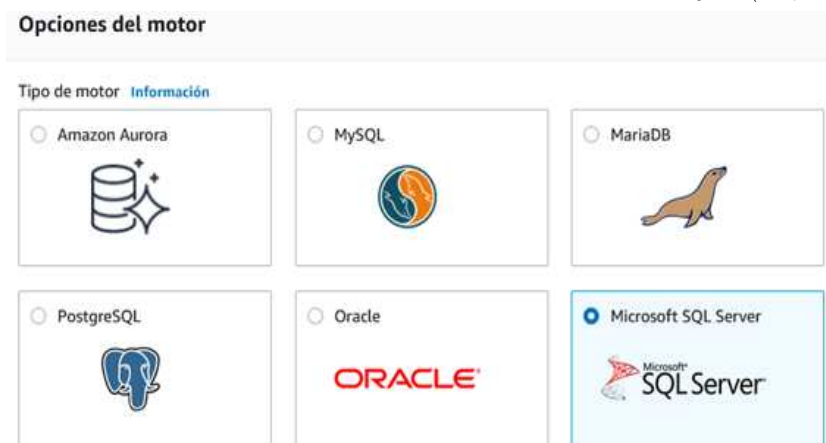 Opciones del motor
Tipo de motor Información
Amazon Aurora
MySQL
MariaDB
PostgreSQL
Oracle
Microsoft SQL Server
ORACLE
Microsoft®
SQL Server